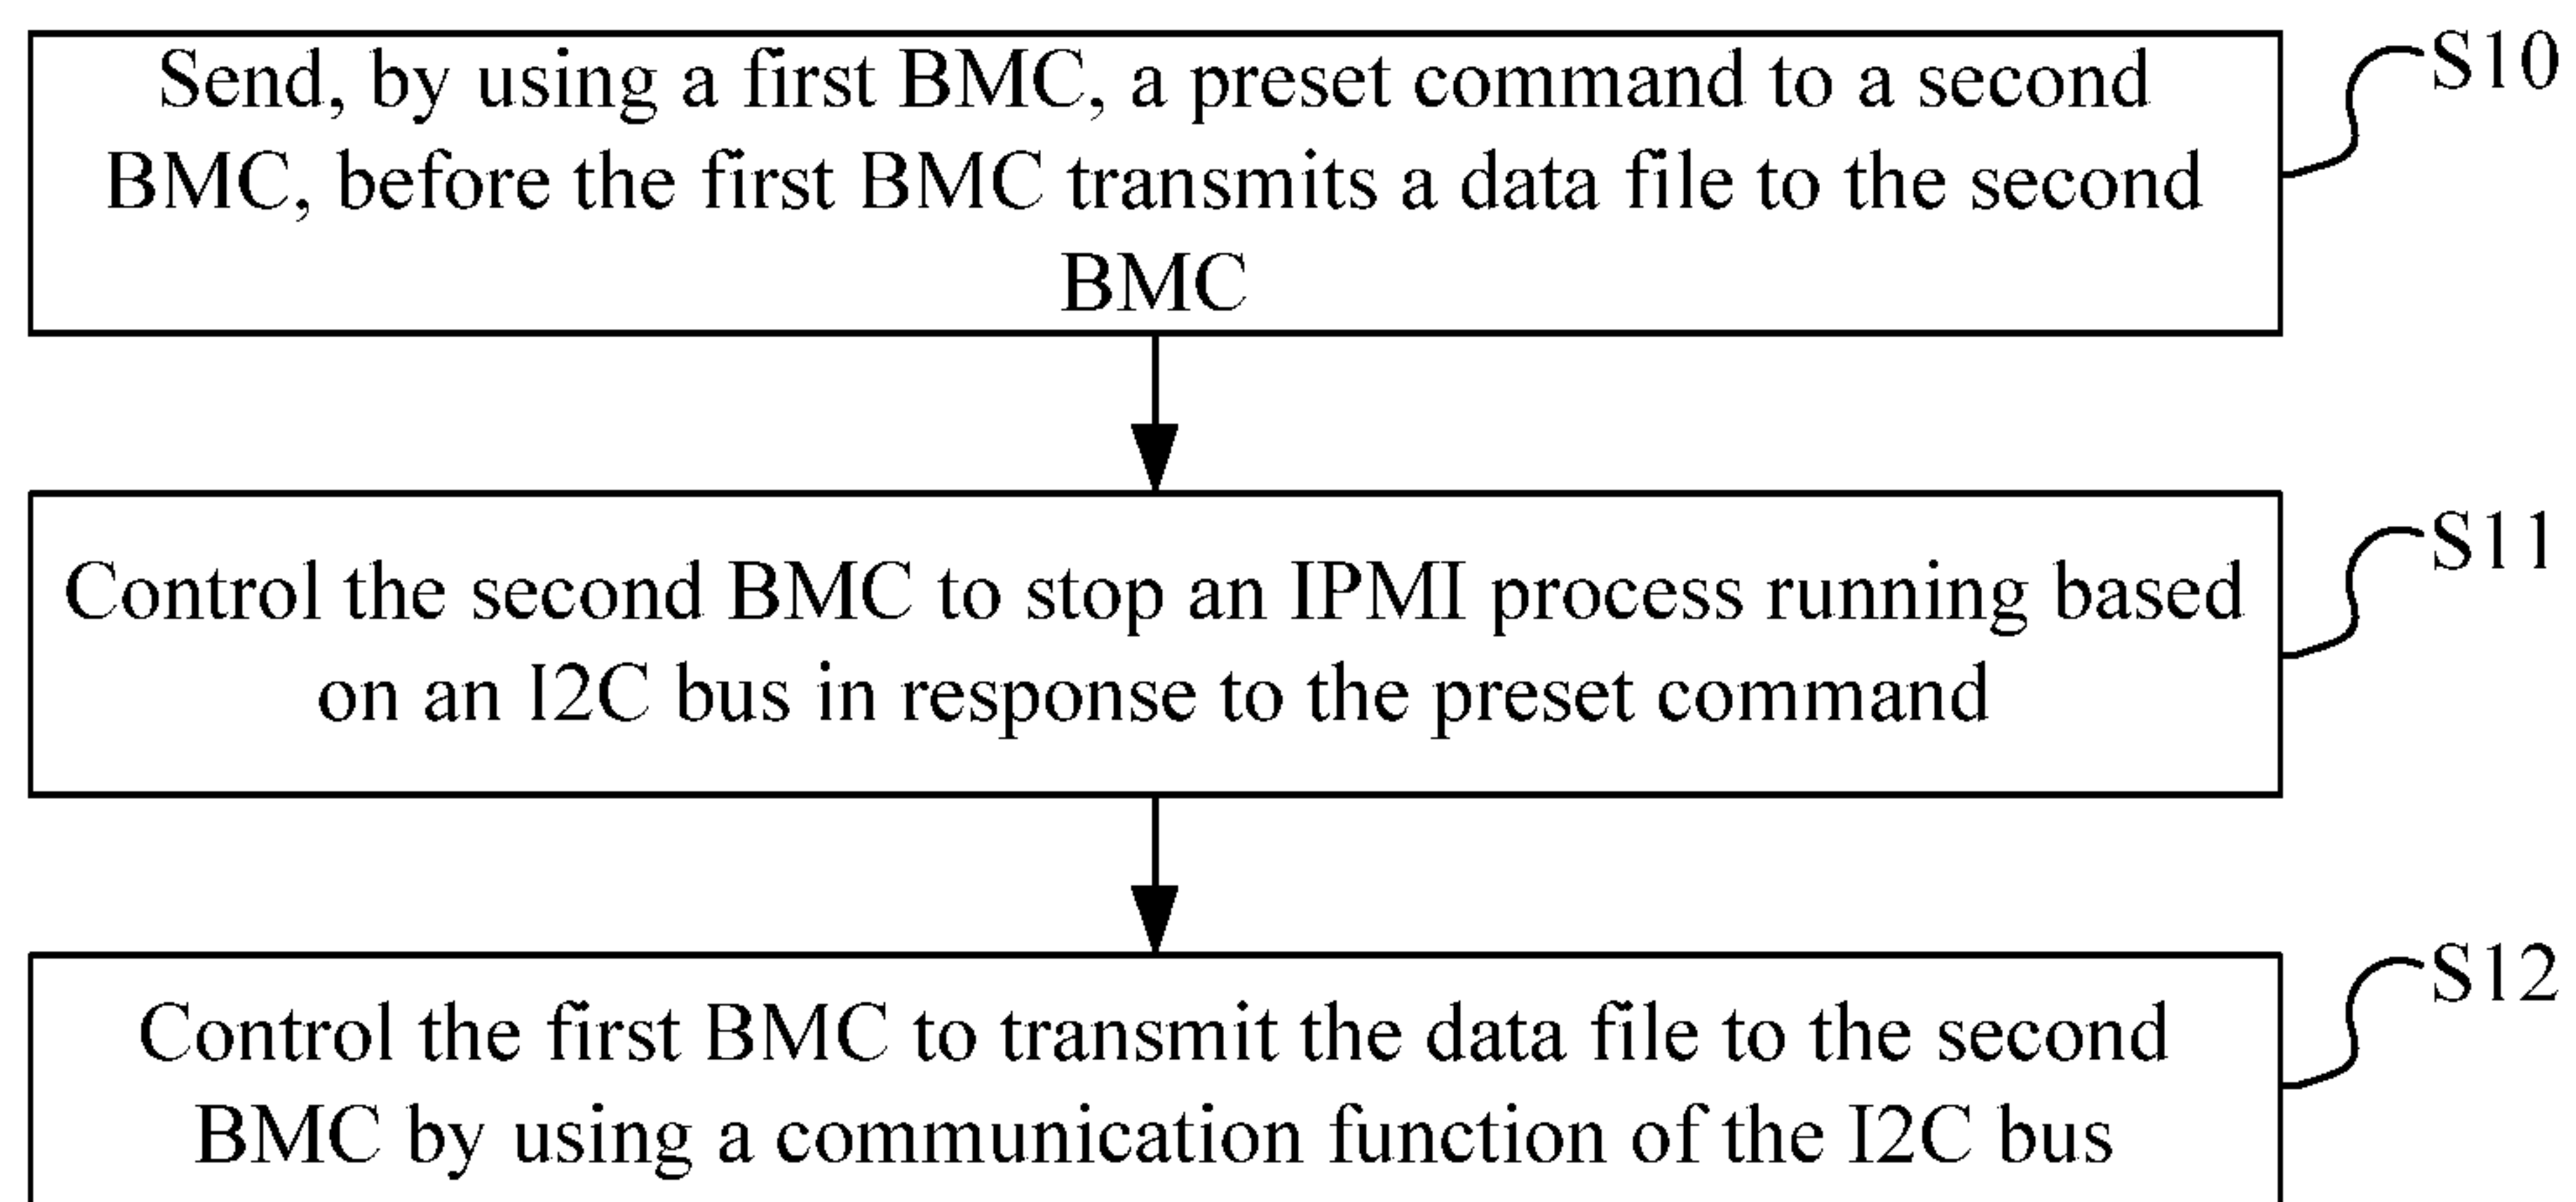 Send, by using a first BMC, a preset command to a second
BMC, before the first BMC transmits a data file to the second
BMC
S10
Control the second BMC to stop an IPMI process running based
on an I2C bus in response to the preset command
S11
Control the first BMC to transmit the data file to the second
BMC by using a communication function of the I2C bus
S12